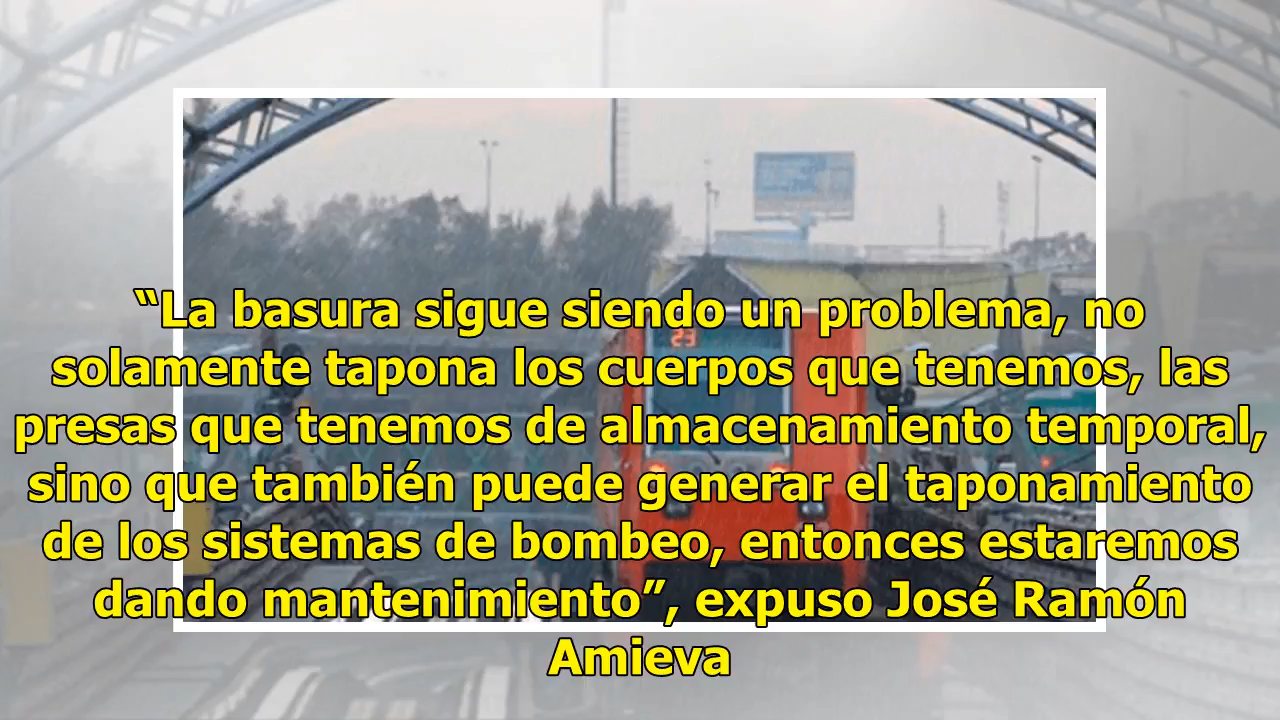 “La basura sigue siendo un problema, no
solamente tapona los cuerpos que tenemos, las
presas que tenemos de almacenamiento temporal,
sino que también puede generar el taponamiento
de los sistemas de bombeo, entonces estaremos
dando mantenimiento”, expuso José Ramón
Amieva
23